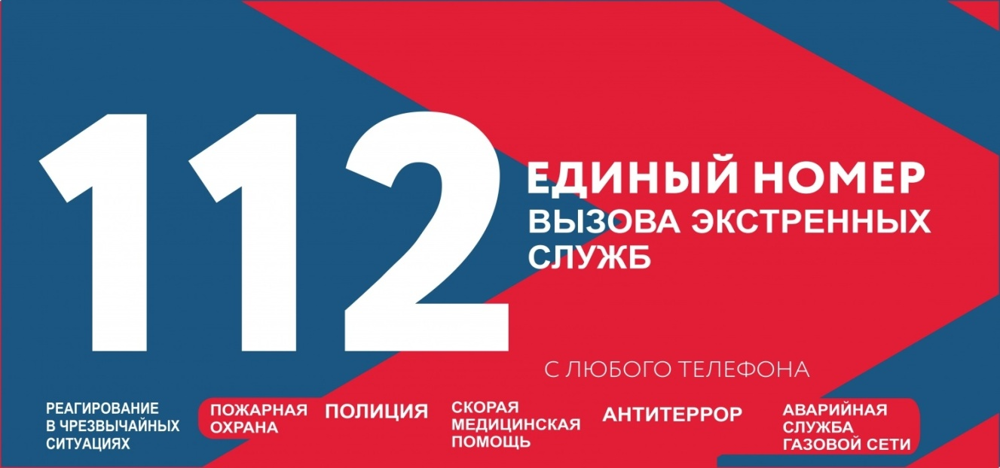 112
ЕДИНЫЙ НОМЕР
ВЫЗОВА ЭКСТРЕННЫХ
СЛУЖБ
С ЛЮБОГО ТЕЛЕФОНА
РЕАГИРОВАНИЕ
В ЧРЕЗВЫЧАЙНЫХ
СИТУАЦИЯХ
ПОЖАРНАЯ
ОХРАНА
ПОЛИЦИЯ
СКОРАЯ
МЕДИЦИНСКАЯ
ПОМОЩЬ
АНТИТЕРРОР
АВАРИЙНАЯ
СЛУЖБА
ГАЗОВОЙ СЕТИ